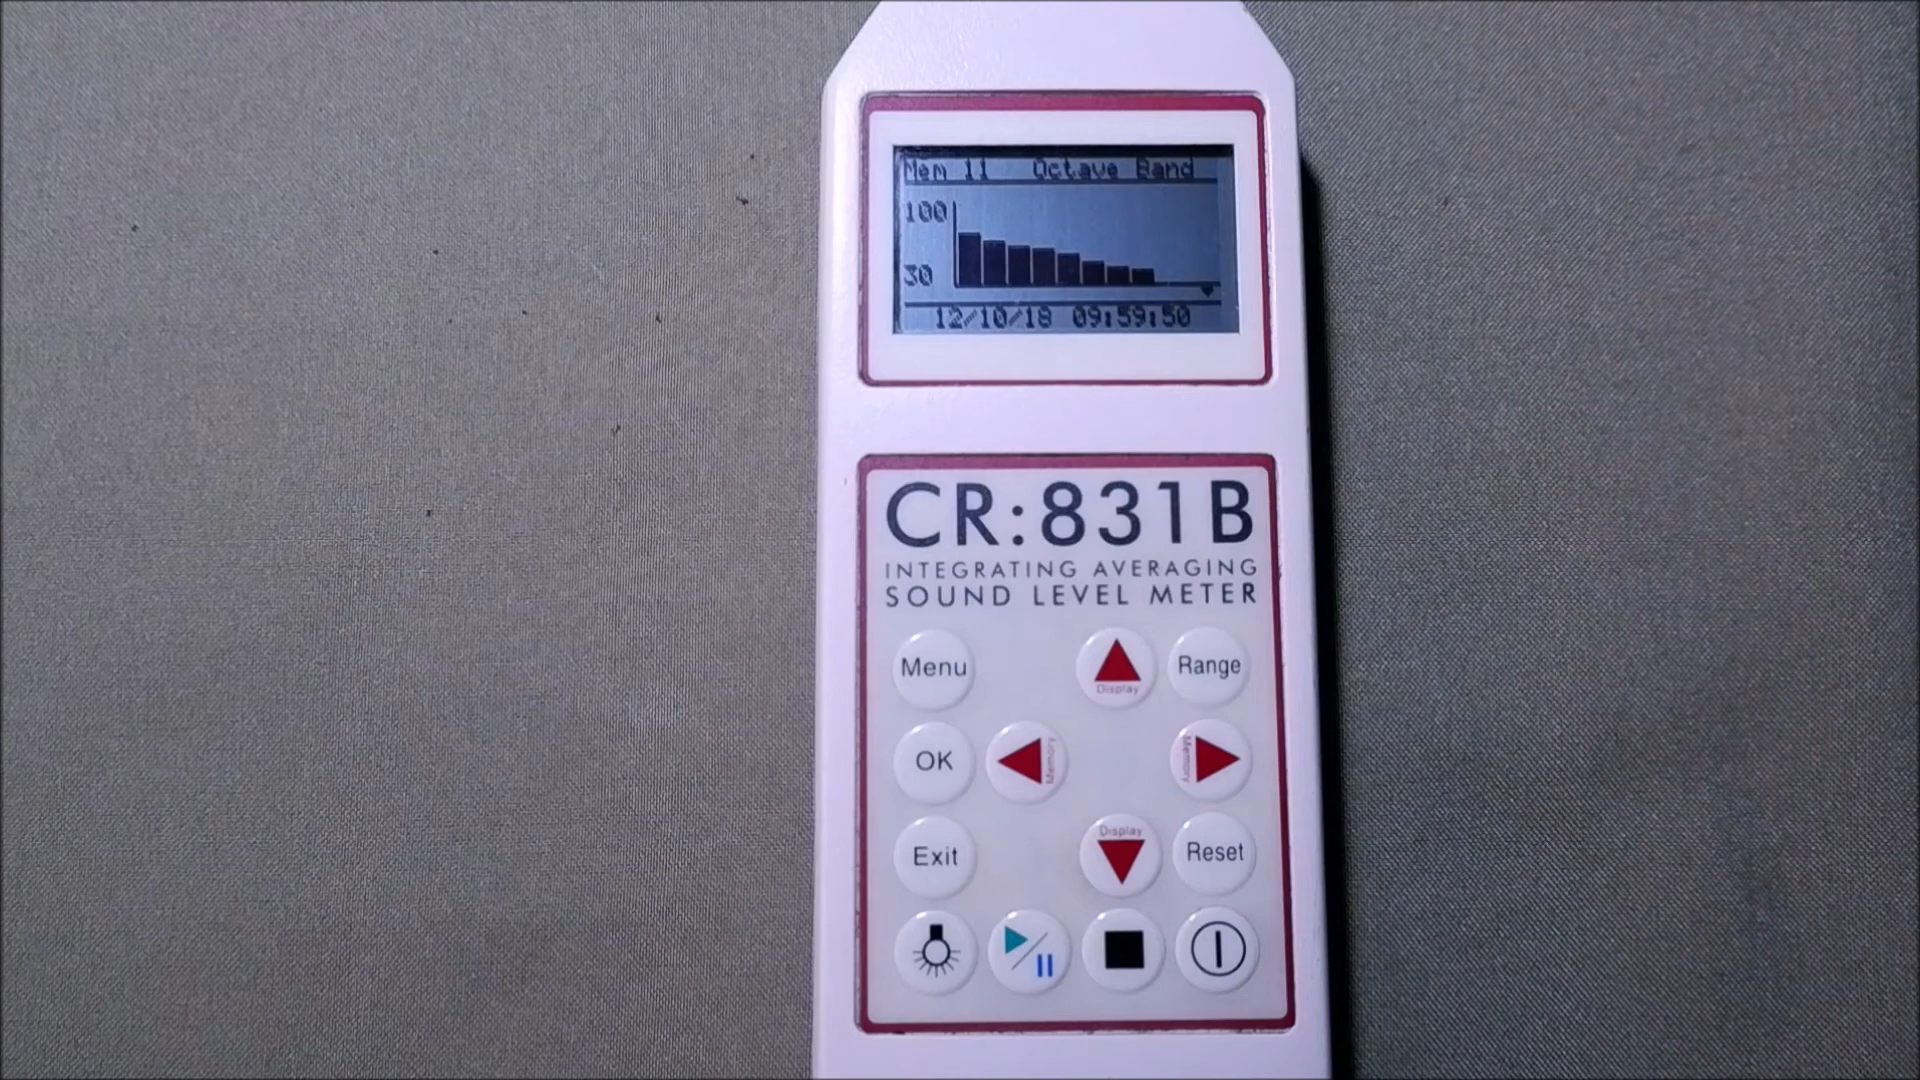 Mem 11 Octave Band
100
30
12/10/18 09:59:50
CR:831B
INTEGRATING AVERAGING
SOUND LEVEL METER
Menu
Display
Range
OK
Memory
Memory
Exit
Display
Reset